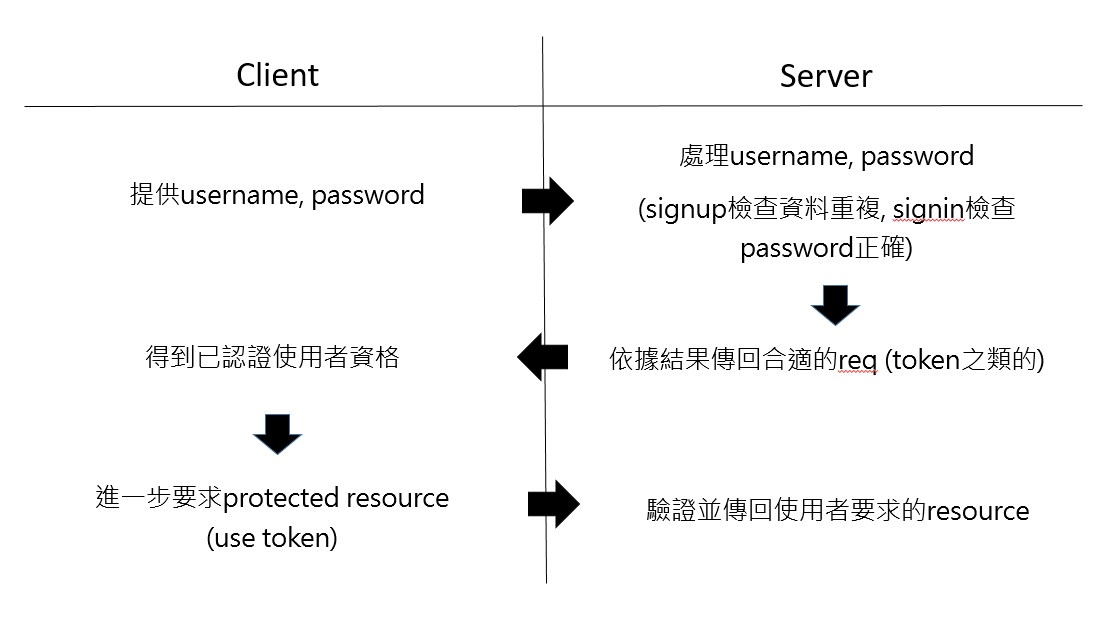 Client
Server
提供username, password
處理username, password
(signup檢查資料重複, signin檢查
password正確)
得到已認證使用者資格
依據結果傳回合適的req (token之類的)
進一步要求protected resource
(use token)
驗證並傳回使用者要求的resource